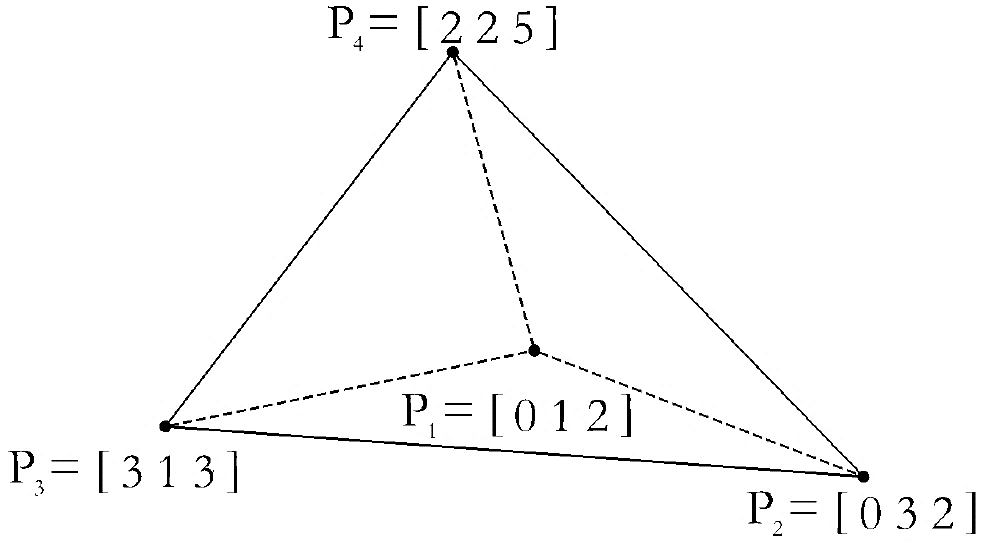 P₄ = [ 2 2 5 ]
P₁ = [ 0 1 2 ]
P₃ = [ 3 1 3 ]
P₂ = [ 0 3 2 ]